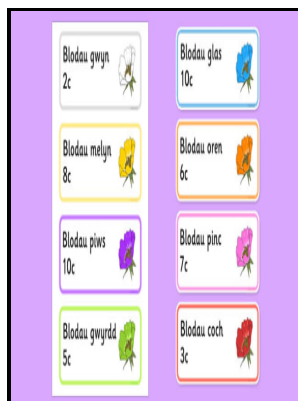 Blodau gwyn
2c
Blodau melyn
8c
Blodau piws
10c
Blodau gwyrdd
5c
Blodau glas
10c
Blodau oren
6c
Blodau pinc
7c
Blodau coch
3c